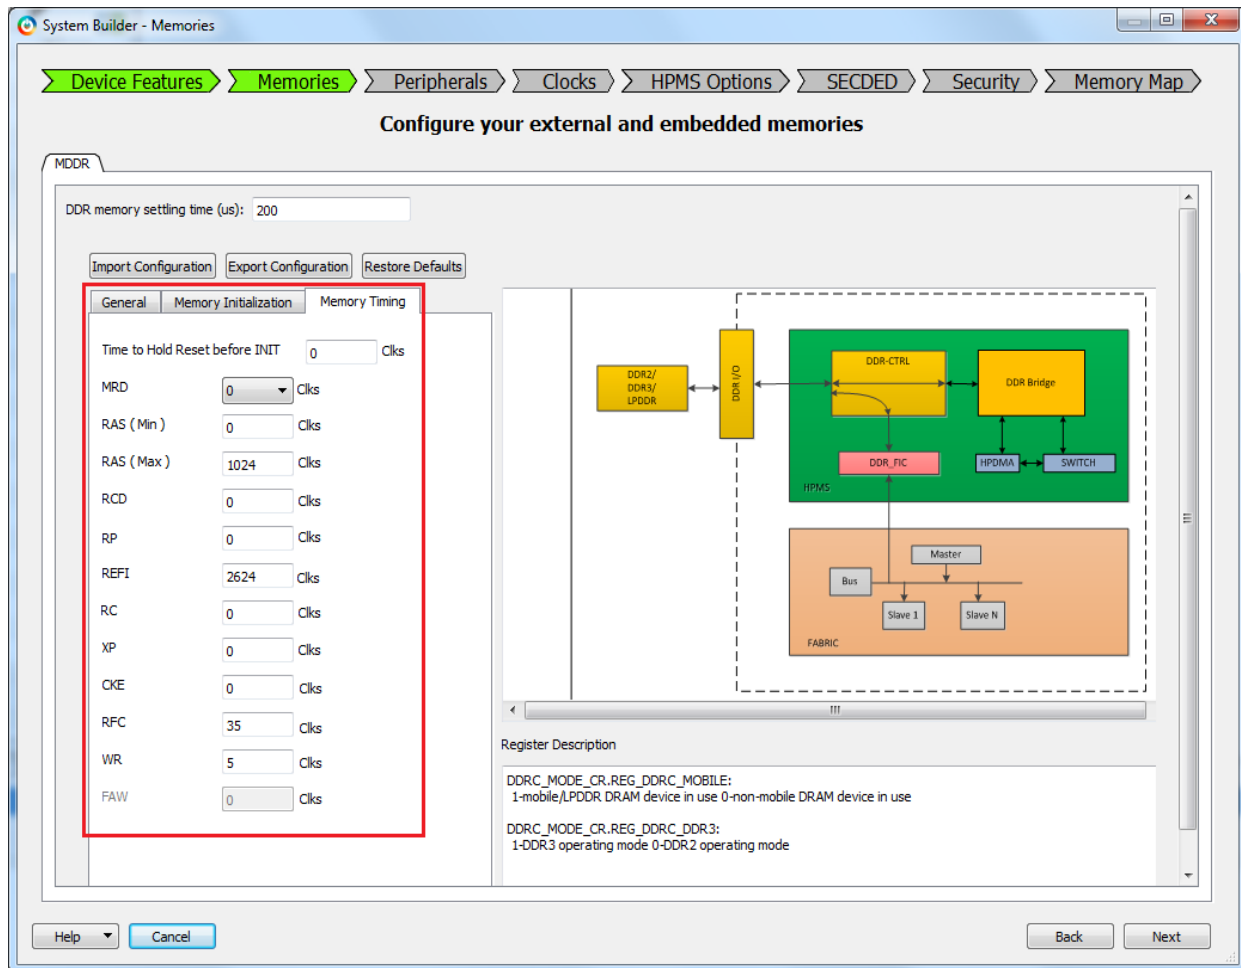 System Builder - Memories
Device Features
Memories
Peripherals
Clocks
HPMS Options
SECDED
Security
Memory Map
Configure your external and embedded memories
MDDR
DDR memory settling time (us): 200
Import Configuration
Export Configuration
Restore Defaults
General
Memory Initialization
Memory Timing
Time to Hold Reset before INIT 0 Clks
MRD 0 Clks
RAS ( Min ) 0 Clks
RAS ( Max ) 1024 Clks
RCD 0 Clks
RP 0 Clks
REFI 2624 Clks
RC 0 Clks
XP 0 Clks
CKE 0 Clks
RFC 35 Clks
WR 5 Clks
FAW 0 Clks
DDR2/
DDR3/
LPDDR
DDR I/O
DDR-CTRL
DDR Bridge
DDR_FIC
HPDMA
SWITCH
HPMS
Master
Bus
Slave 1
Slave N
FABRIC
Register Description
DDRC_MODE_CR.REG_DDRC_MOBILE:
1-mobile/LPDDR DRAM device in use 0-non-mobile DRAM device in use
DDRC_MODE_CR.REG_DDRC_DDR3:
1-DDR3 operating mode 0-DDR2 operating mode
Help
Cancel
Back
Next